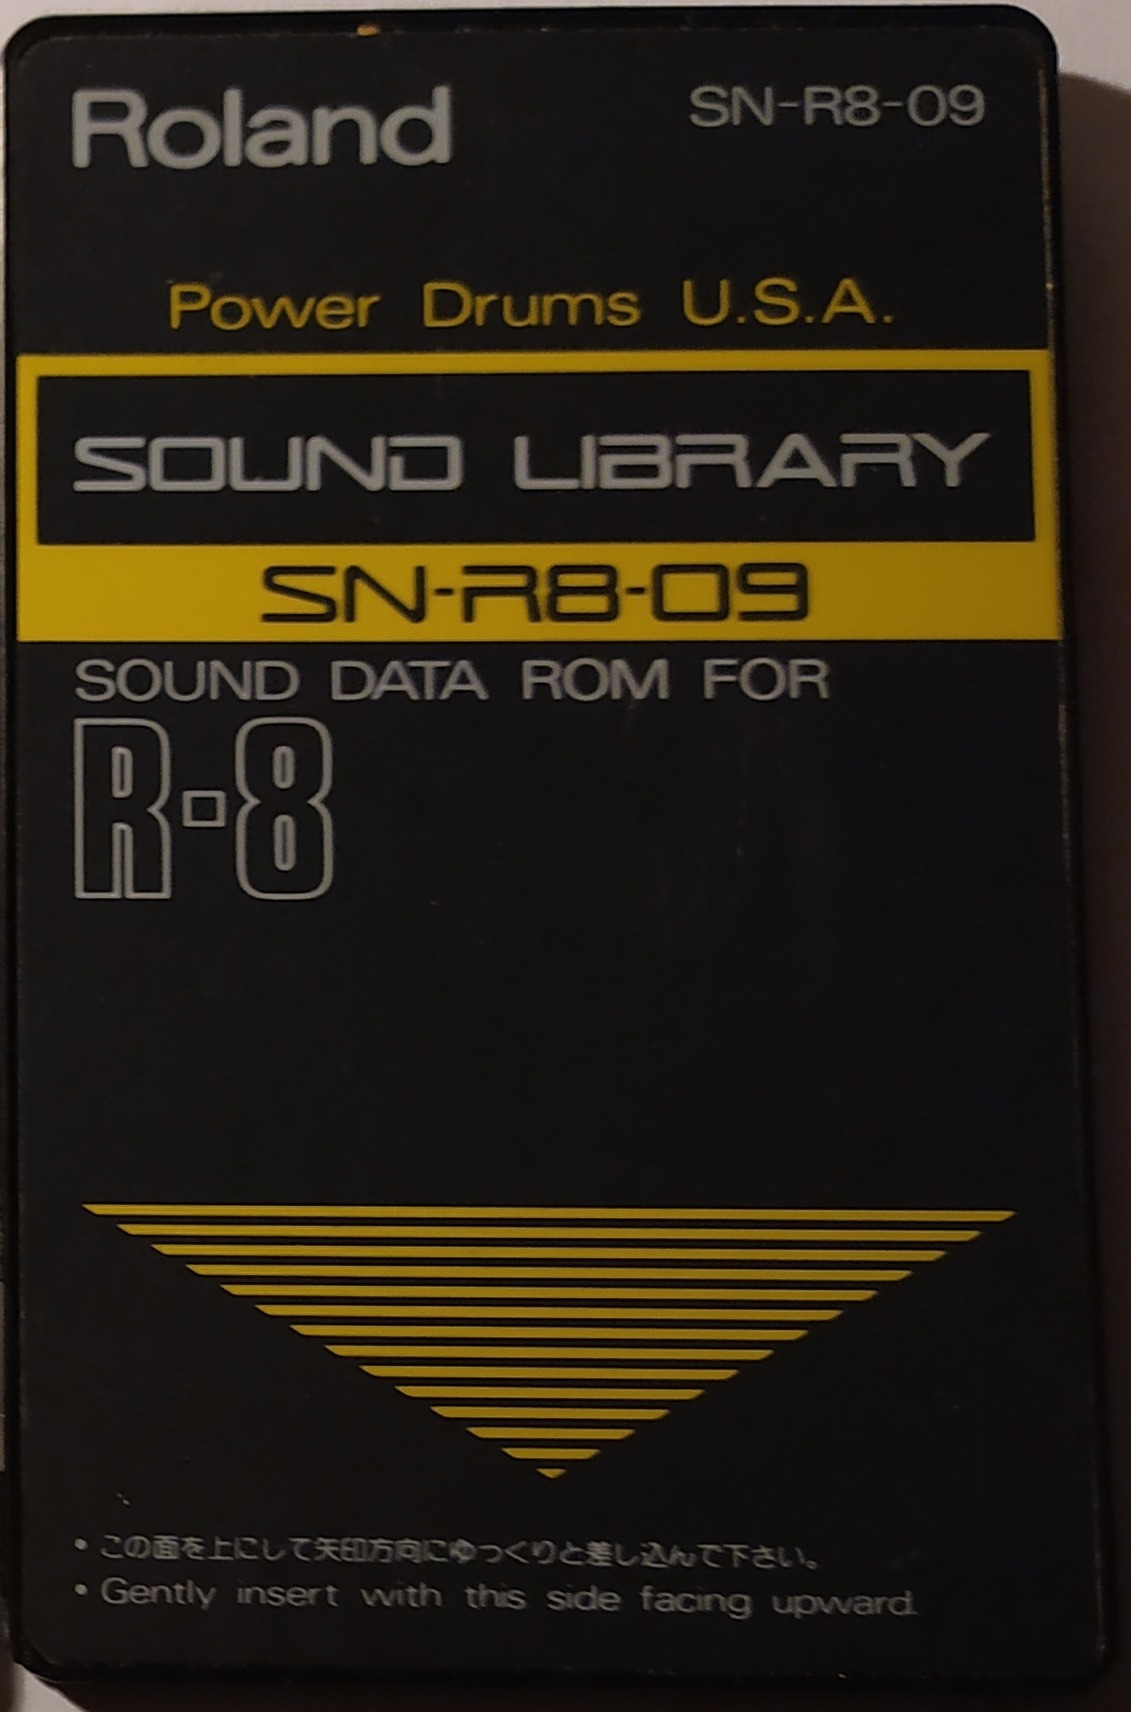 Roland
SN-R8-09
Power Drums U.S.A.
SOUND LIBRARY
SN-R8-09
SOUND DATA ROM FOR
R-8
• この面を上にして矢印方向にゆっくりと差し込んで下さい。
• Gently insert with this side facing upward.